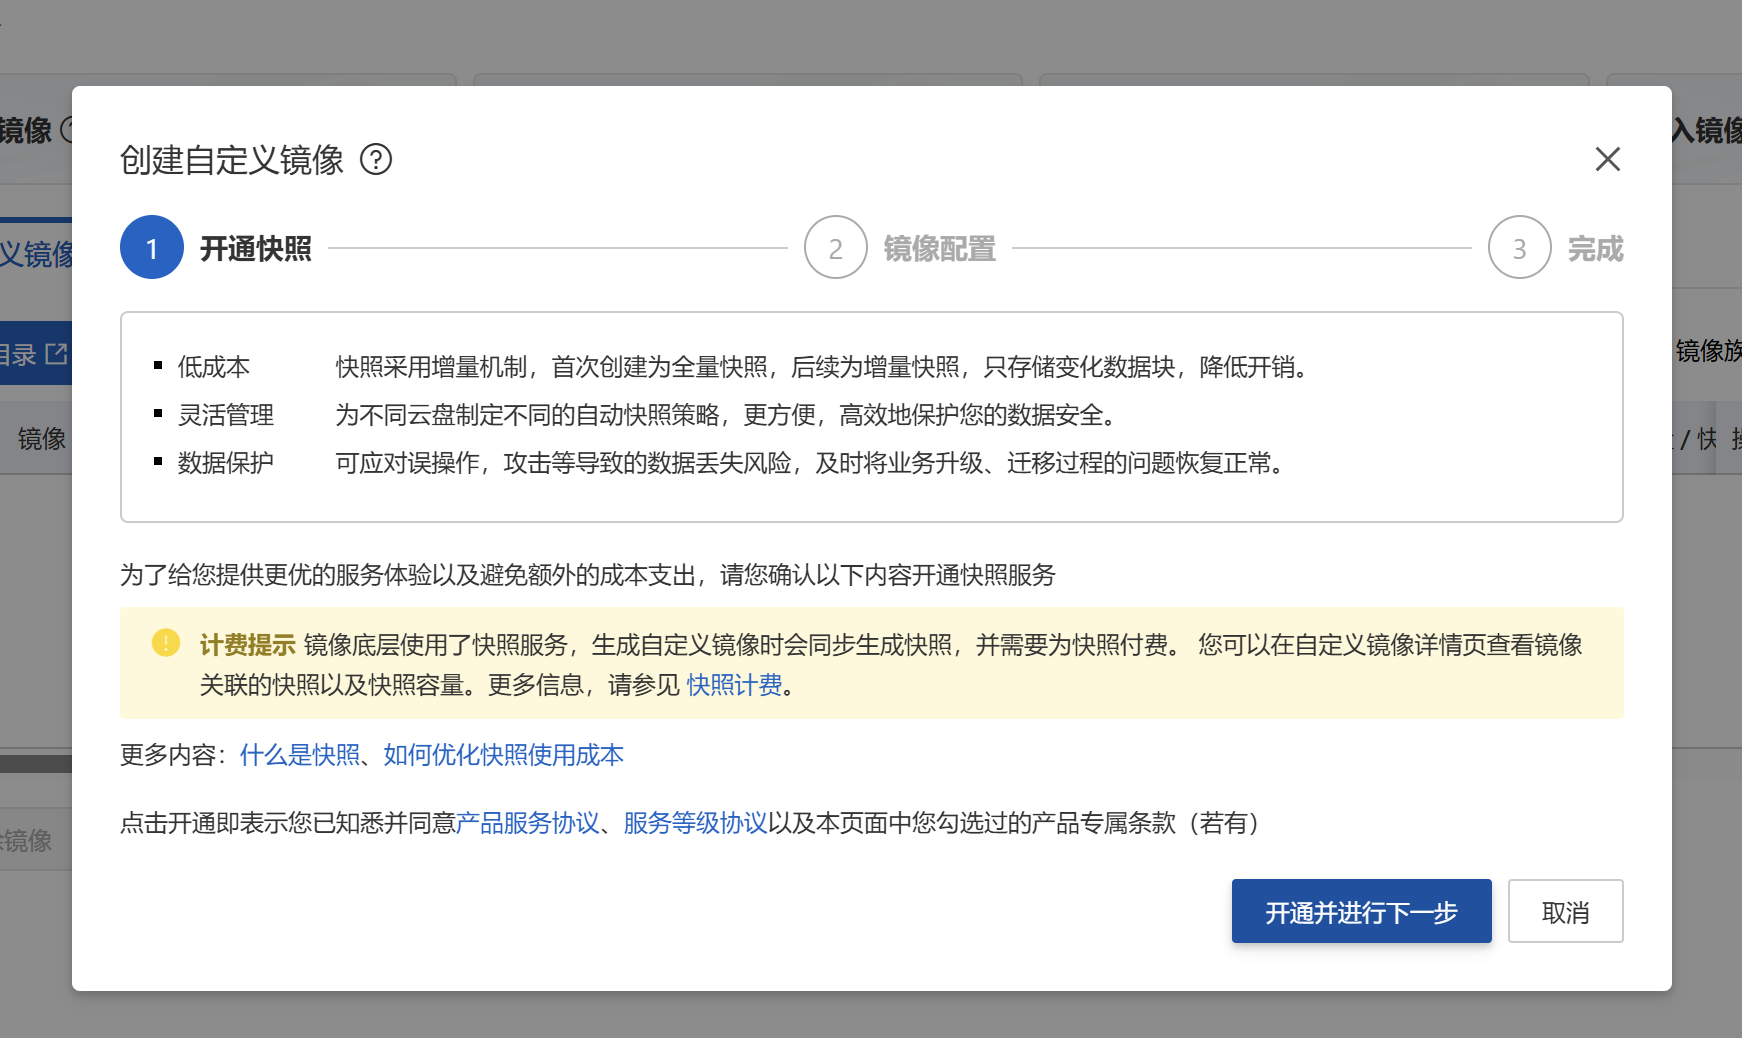 镜像
入镜像
创建自定义镜像
1 开通快照
2 镜像配置
3 完成
义镜像
目录
镜像族
镜像
/ 快
低成本 快照采用增量机制，首次创建为全量快照，后续为增量快照，只存储变化数据块，降低开销。
灵活管理 为不同云盘制定不同的自动快照策略，更方便，高效地保护您的数据安全。
数据保护 可应对误操作，攻击等导致的数据丢失风险，及时将业务升级、迁移过程的问题恢复正常。
为了给您提供更优的服务体验以及避免额外的成本支出，请您确认以下内容开通快照服务
计费提示 镜像底层使用了快照服务，生成自定义镜像时会同步生成快照，并需要为快照付费。 您可以在自定义镜像详情页查看镜像
关联的快照以及快照容量。更多信息，请参见 快照计费。
更多内容：什么是快照、如何优化快照使用成本
点击开通即表示您已知悉并同意产品服务协议、服务等级协议以及本页面中您勾选过的产品专属条款（若有）
镜像
开通并进行下一步
取消